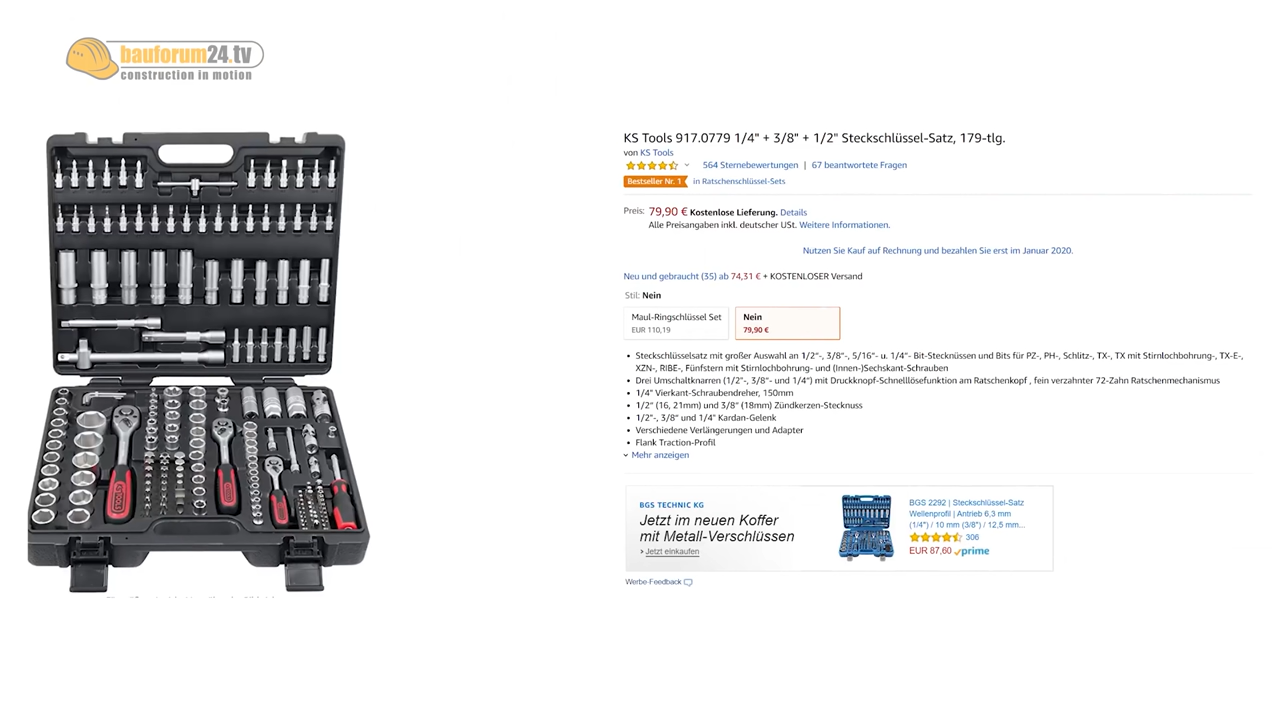 bauforum24.tv
construction in motion
KS Tools 917.0779 1/4" + 3/8" + 1/2" Steckschlüssel-Satz, 179-tlg.
von KS Tools
564 Sternebewertungen | 67 beantwortete Fragen
Bestseller Nr. 1 in Ratschenschlüssel-Sets
Preis: 79,90 € Kostenlose Lieferung. Details
Alle Preisangaben inkl. deutscher USt. Weitere Informationen.
Nutzen Sie Kauf auf Rechnung und bezahlen Sie erst im Januar 2020.
Neu und gebraucht (35) ab 74,31 € + KOSTENLOSER Versand
Stil: Nein
Maul-Ringschlüssel Set
EUR 110,19
Nein
79,90 €
• Steckschlüsselsatz mit großer Auswahl an 1/2"-, 3/8"-, 5/16"- u. 1/4"- Bit-Stecknüssen und Bits für PZ-, PH-, Schlitz-, TX-, TX mit Stirnlochbohrung-, TX-E-,
XZN-, RIBE-, Fünfstern mit Stirnlochbohrung- und (Innen-)Sechskant-Schrauben
• Drei Umschaltknarren (1/2"-, 3/8"- und 1/4") mit Druckknopf-Schnelllösefunktion am Ratschenkopf , fein verzahnter 72-Zahn Ratschenmechanismus
• 1/4" Vierkant-Schraubendreher, 150mm
• 1/2" (16, 21mm) und 3/8" (18mm) Zündkerzen-Stecknuss
• 1/2"-, 3/8" und 1/4" Kardan-Gelenk
• Verschiedene Verlängerungen und Adapter
• Flank Traction-Profil
Mehr anzeigen
BGS TECHNIC KG
Jetzt im neuen Koffer
mit Metall-Verschlüssen
› Jetzt einkaufen
BGS 2292 | Steckschlüssel-Satz
Wellenprofil | Antrieb 6,3 mm
(1/4") / 10 mm (3/8") / 12,5 mm...
306
EUR 87,60 prime
Werbe-Feedback
KS TOOLS